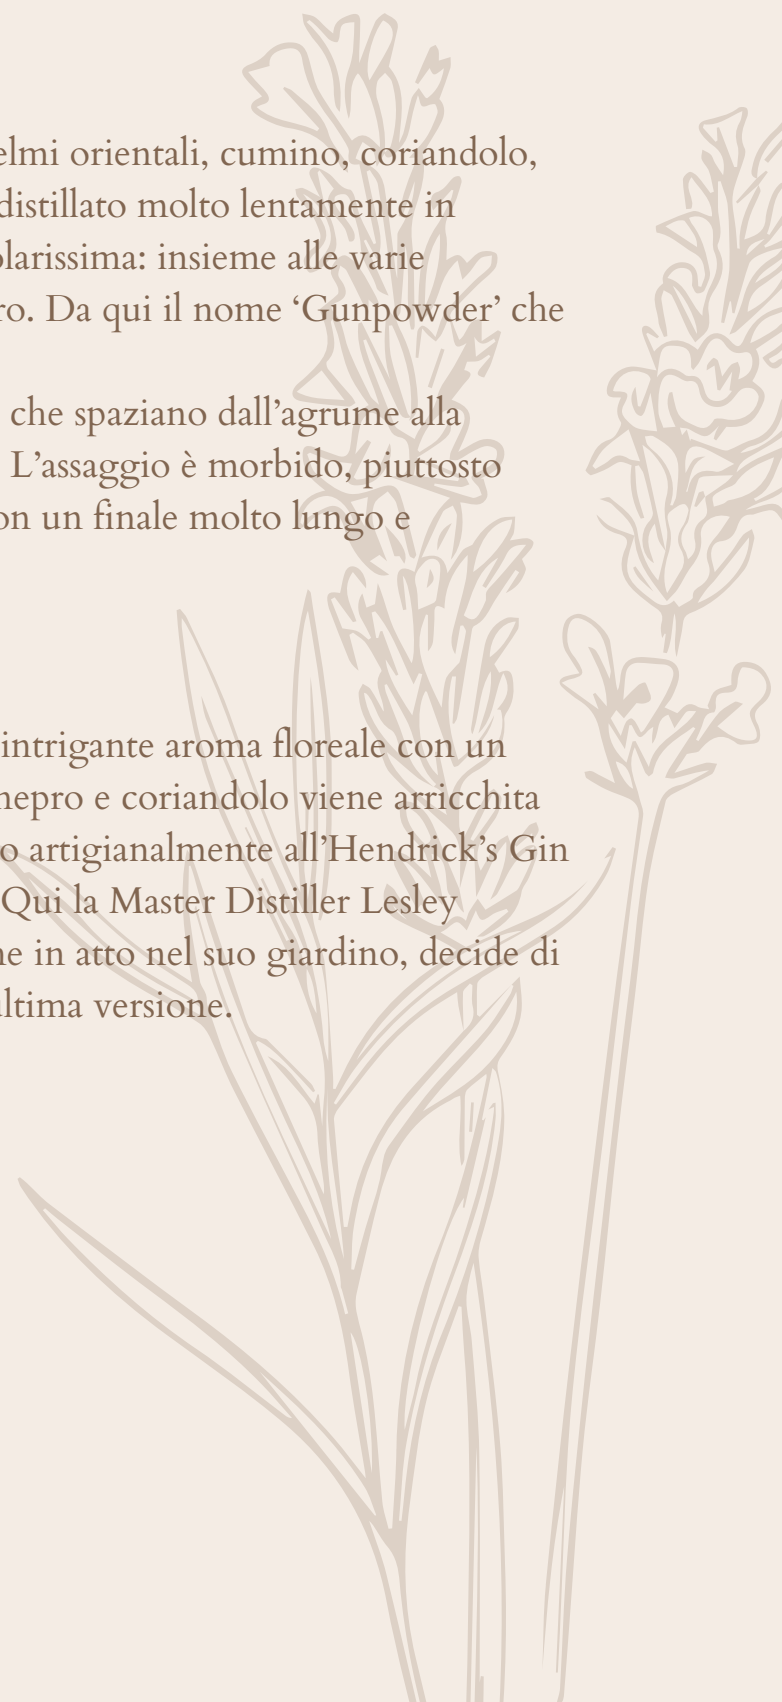 elmi orientali, cumino, coriandolo,
distillato molto lentamente in
olarissima: insieme alle varie
ro. Da qui il nome ‘Gunpowder’ che
che spaziano dall’agrume alla
L’assaggio è morbido, piuttosto
on un finale molto lungo e
intrigante aroma floreale con un
nepro e coriandolo viene arricchita
o artigianalmente all’Hendrick’s Gin
Qui la Master Distiller Lesley
ne in atto nel suo giardino, decide di
ultima versione.